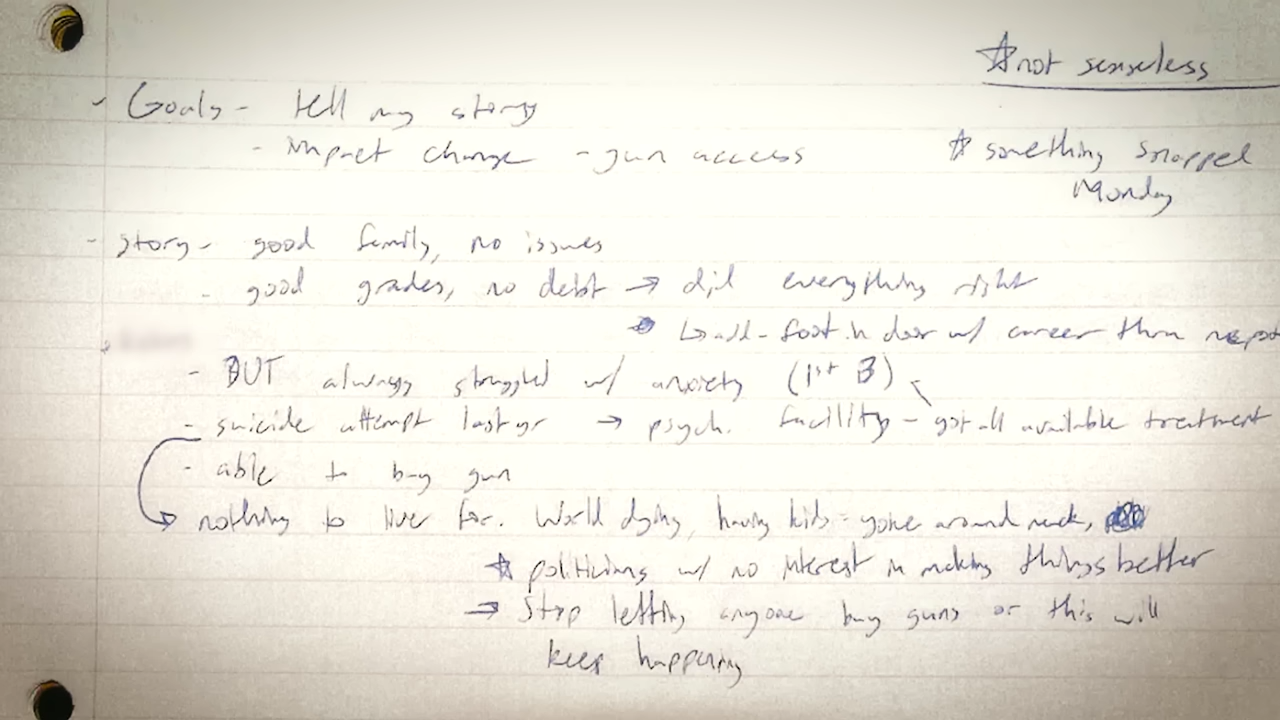 ☆ not senseless
- Goals - tell my story
- impact change - gun access
☆ something snapped
Monday
- story - good family, no issues
- good grades, no debt → did everything right
↳ add - foot in door w/ career than
- BUT always struggled w/ anxiety (1st B)
- suicide attempt last yr → psych. facility - got all available treatment
- able to buy gun
→ nothing to live for. World dying, having kids = yoke around neck,
☆ politicians w/ no interest in making things better
→ Stop letting anyone buy guns or this will
keep happening